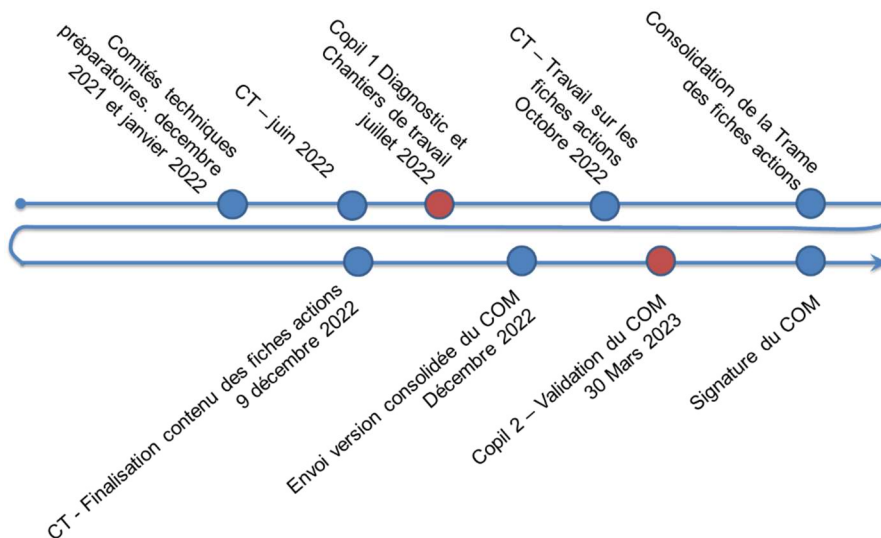 Comités techniques
préparatoires. decembre
2021 et janvier 2022
CT – juin 2022
Copil 1 Diagnostic et
Chantiers de travail
juillet 2022
CT – Travail sur les
fiches actions
Octobre 2022
Consolidation de la Trame
des fiches actions
CT - Finalisation contenu des fiches actions
9 décembre 2022
Envoi version consolidée du COM
Décembre 2022
Copil 2 – Validation du COM
30 Mars 2023
Signature du COM